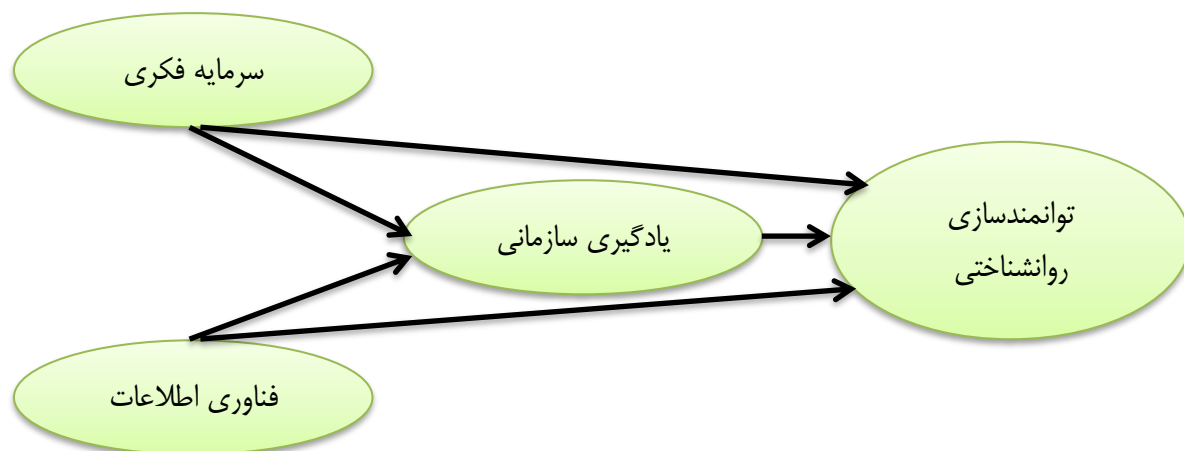 سرمایه فکری
یادگیری سازمانی
توانمندسازی
روانشناختی
فناوری اطلاعات